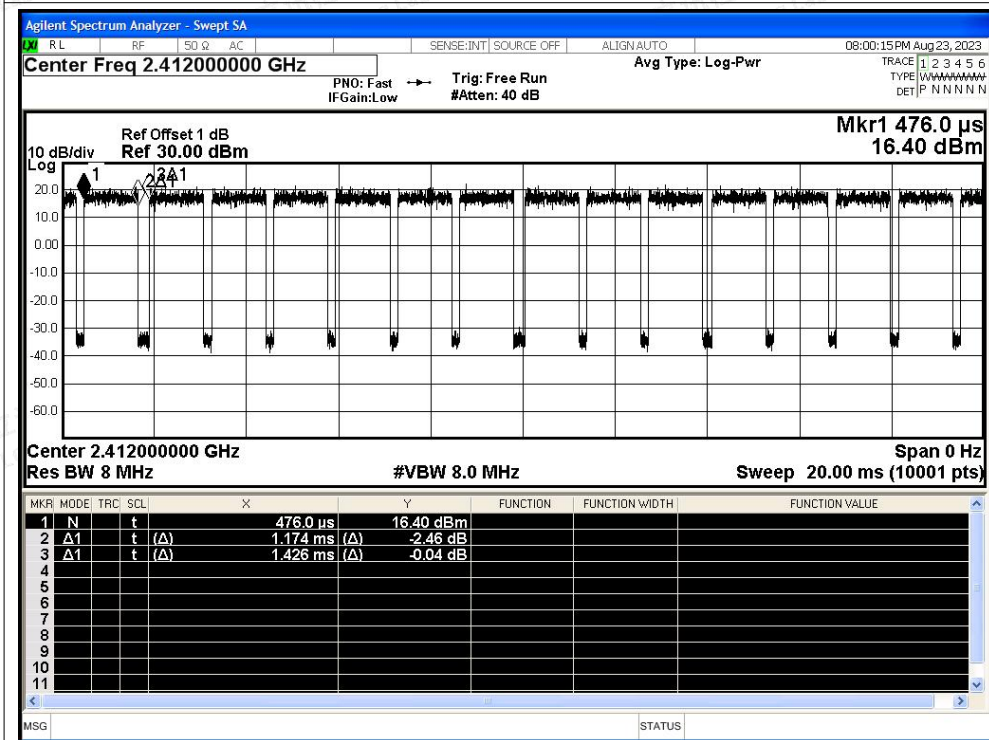 Agilent Spectrum Analyzer - Swept SA
LXI RL RF 50 Ω AC SENSE:INT SOURCE OFF ALIGN AUTO 08:00:15 PM Aug 23, 2023
Center Freq 2.412000000 GHz
PNO: Fast
IFGain:Low
Trig: Free Run
#Atten: 40 dB
Avg Type: Log-Pwr
TRACE 1 2 3 4 5 6
TYPE WWWWWW
DET P N N N N N
Ref Offset 1 dB
10 dB/div Ref 30.00 dBm
Log
Mkr1 476.0 µs
16.40 dBm
1
3Δ1
20.0
10.0
0.00
-10.0
-20.0
-30.0
-40.0
-50.0
-60.0
Center 2.412000000 GHz Span 0 Hz
Res BW 8 MHz #VBW 8.0 MHz Sweep 20.00 ms (10001 pts)
MKR MODE TRC SCL X Y FUNCTION FUNCTION WIDTH FUNCTION VALUE
1 N t 476.0 µs 16.40 dBm
2 Δ1 t (Δ) 1.174 ms (Δ) -2.46 dB
3 Δ1 t (Δ) 1.426 ms (Δ) -0.04 dB
4
5
6
7
8
9
10
11
MSG STATUS